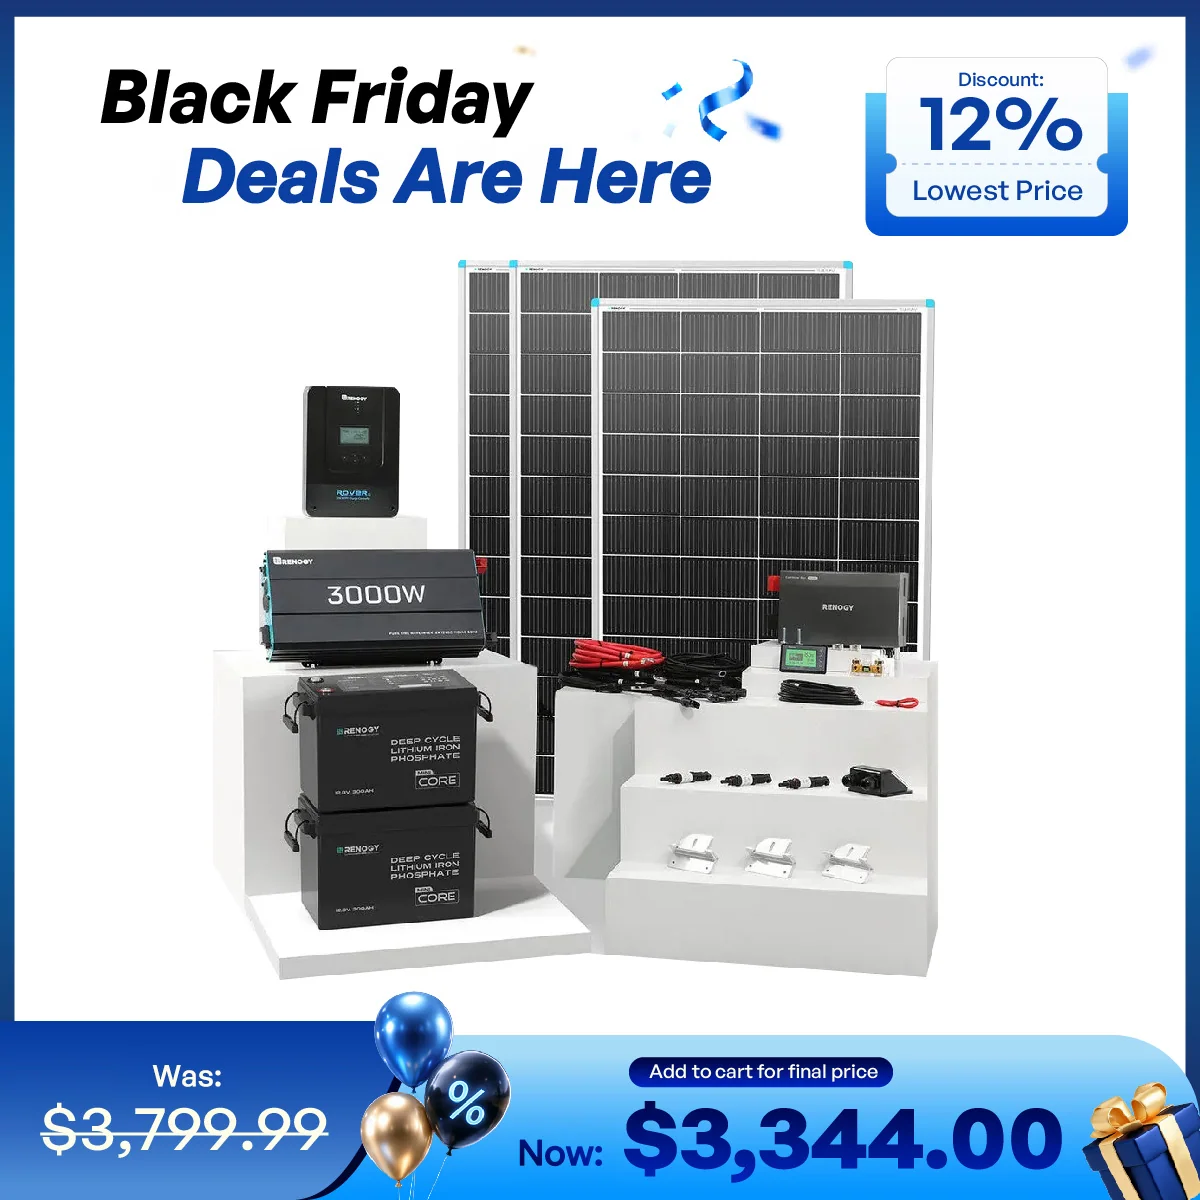 Black Friday
Deals Are Here
Discount:
12%
Lowest Price
RENOGY
RENOGY
RENOGY
ROVER
RENOGY
3000W
RENOGY
RENOGY
DEEP CYCLE
LITHIUM IRON
PHOSPHATE
CORE
RENOGY
DEEP CYCLE
LITHIUM IRON
PHOSPHATE
CORE
Was:
$3,799.99
%
Add to cart for final price
Now: $3,344.00